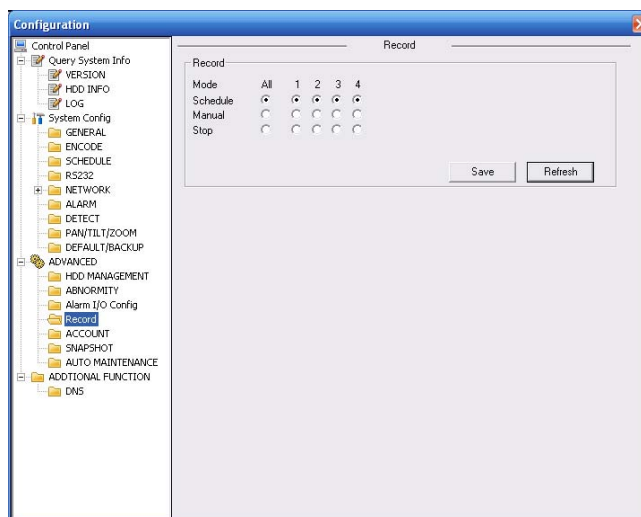 Configuration
Control Panel
Query System Info
VERSION
HDD INFO
LOG
System Config
GENERAL
ENCODE
SCHEDULE
RS232
NETWORK
ALARM
DETECT
PAN/TILT/ZOOM
DEFAULT/BACKUP
ADVANCED
HDD MANAGEMENT
ABNORMITY
Alarm I/O Config
Record
ACCOUNT
SNAPSHOT
AUTO MAINTENANCE
ADDTIONAL FUNCTION
DNS
Record
Record
Mode All 1 2 3 4
Schedule
Manual
Stop
Save Refresh